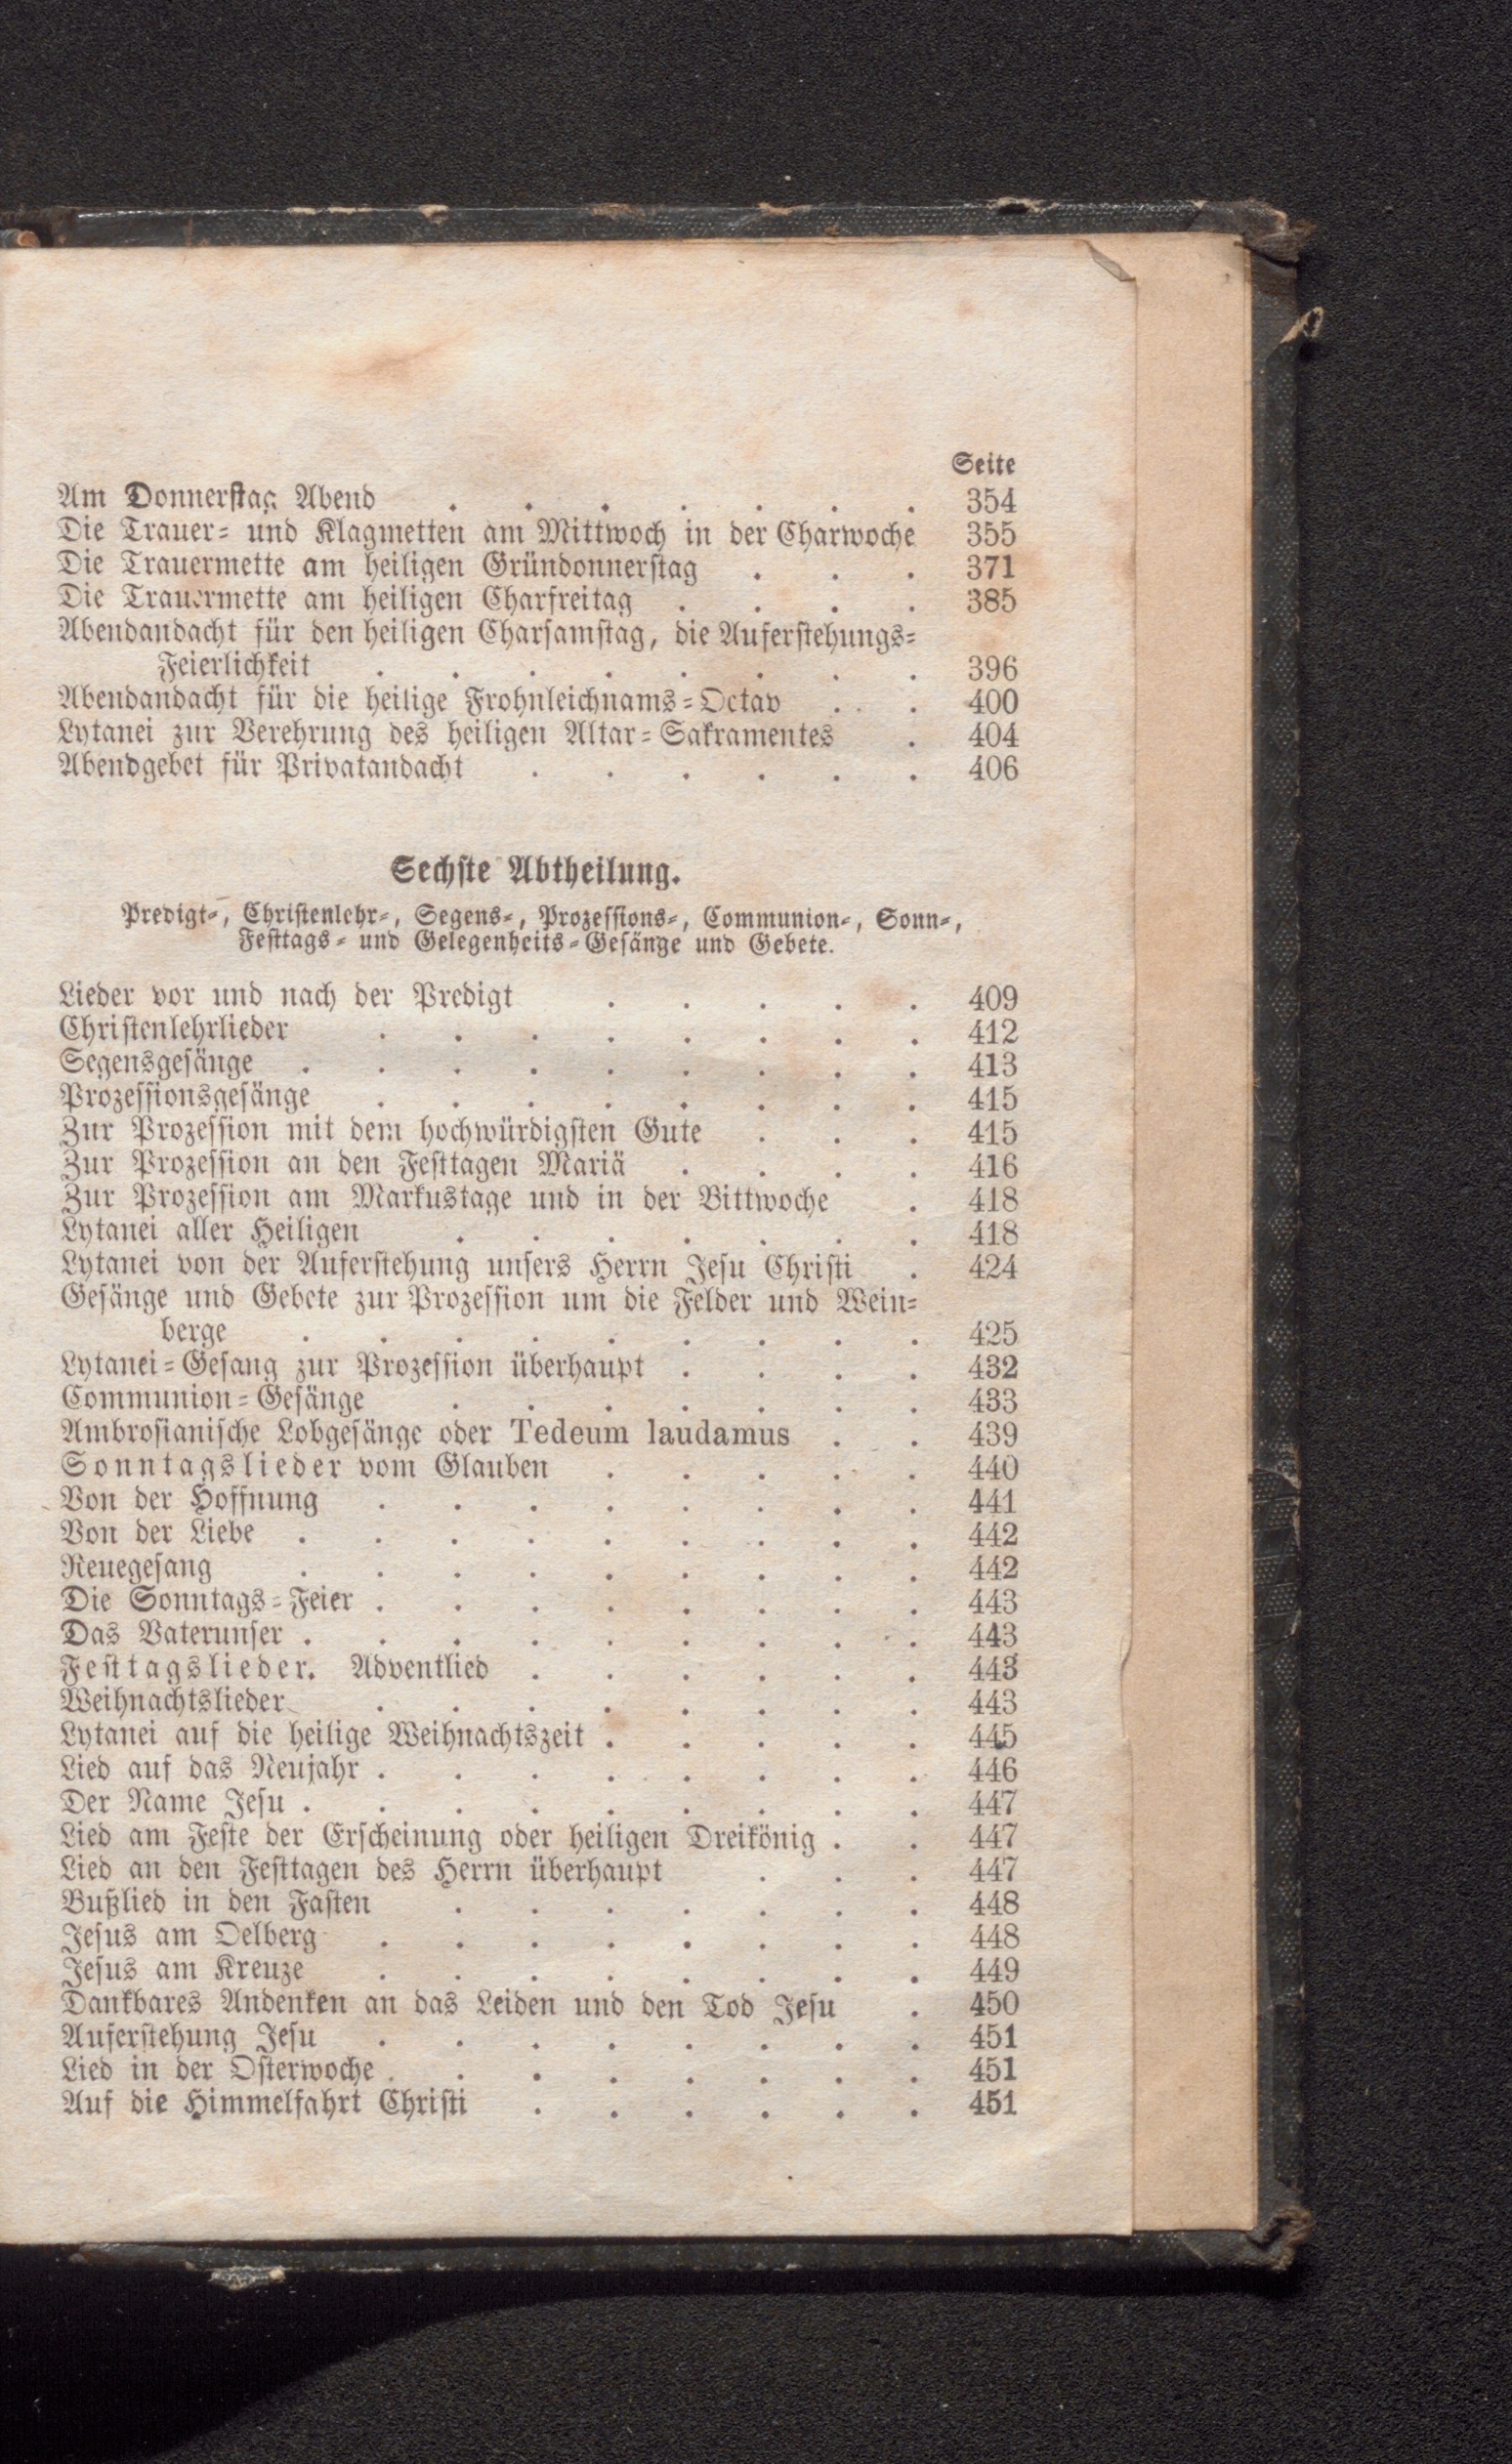 Seite
Am Donnerstag Abend . . . . . . . 354
Die Trauer- und Klagmetten am Mittwoch in der Charwoche 355
Die Trauermette am heiligen Gründonnerstag . . . 371
Die Trauermette am heiligen Charfreitag . . . . 385
Abendandacht für den heiligen Charsamstag, die Auferstehungs-
Feierlichkeit . . . . . . . . 396
Abendandacht für die heilige Frohnleichnams-Octav . . 400
Lytanei zur Verehrung des heiligen Altar-Sakramentes . 404
Abendgebet für Privatandacht . . . . . . 406
Sechste Abtheilung.
Predigt-, Christenlehr-, Segens-, Prozessions-, Communion-, Sonn-,
Festtags- und Gelegenheits-Gesänge und Gebete.
Lieder vor und nach der Predigt . . . . . 409
Christenlehrlieder . . . . . . . . 412
Segensgesänge . . . . . . . . . 413
Prozessionsgesänge . . . . . . . . 415
Zur Prozession mit dem hochwürdigsten Gute . . . 415
Zur Prozession an den Festtagen Mariä . . . . 416
Zur Prozession am Markustage und in der Bittwoche . 418
Lytanei aller Heiligen . . . . . . . 418
Lytanei von der Auferstehung unsers Herrn Jesu Christi . 424
Gesänge und Gebete zur Prozession um die Felder und Wein-
berge . . . . . . . . . 425
Lytanei-Gesang zur Prozession überhaupt . . . . 432
Communion-Gesänge . . . . . . . 433
Ambrosianische Lobgesänge oder Tedeum laudamus . . 439
Sonntagslieder vom Glauben . . . . . 440
Von der Hoffnung . . . . . . . . 441
Von der Liebe . . . . . . . . . 442
Reuegesang . . . . . . . . . 442
Die Sonntags-Feier . . . . . . . . 443
Das Vaterunser . . . . . . . . . 443
Festtagslieder. Adventlied . . . . . . 443
Weihnachtslieder . . . . . . . . 443
Lytanei auf die heilige Weihnachtszeit . . . . . 445
Lied auf das Neujahr . . . . . . . . 446
Der Name Jesu . . . . . . . . . 447
Lied am Feste der Erscheinung oder heiligen Dreikönig . . 447
Lied an den Festtagen des Herrn überhaupt . . . 447
Bußlied in den Fasten . . . . . . . 448
Jesus am Oelberg . . . . . . . . 448
Jesus am Kreuze . . . . . . . . 449
Dankbares Andenken an das Leiden und den Tod Jesu . 450
Auferstehung Jesu . . . . . . . . 451
Lied in der Osterwoche . . . . . . . . 451
Auf die Himmelfahrt Christi . . . . . . 451